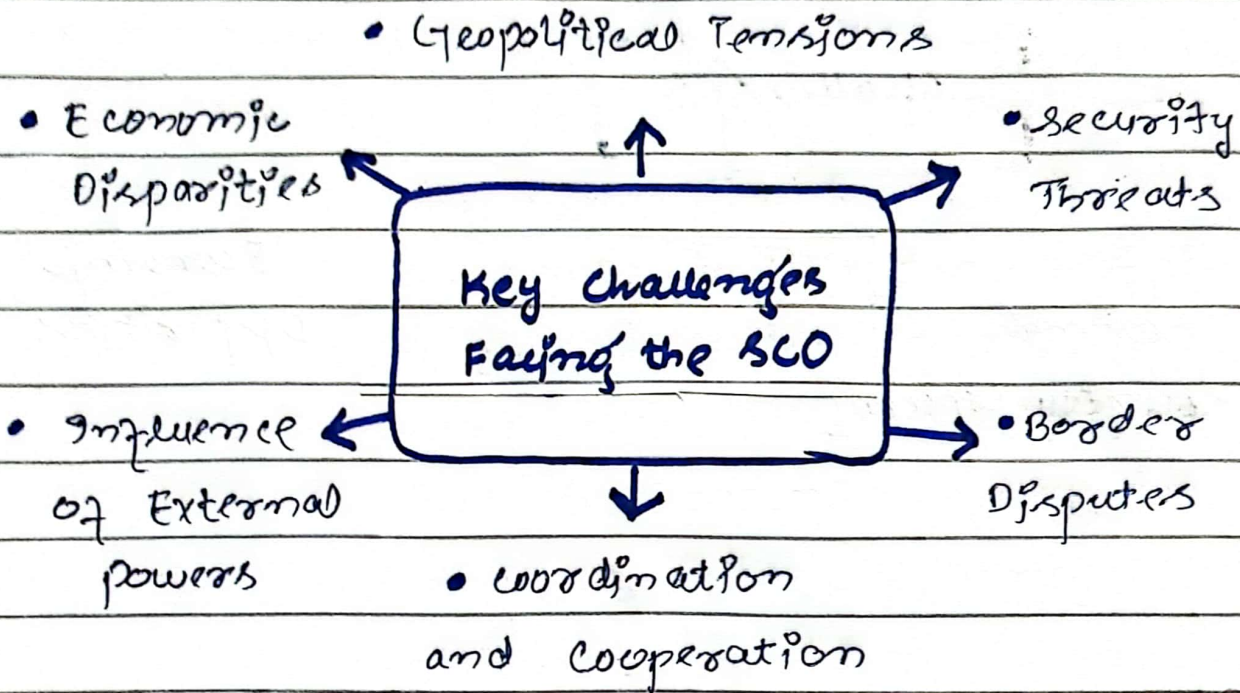 • Geopolitical Tensions
• Economic
Disparities
• Security
Threats
Key Challenges
Facing the SCO
• Influence
of External
powers
• Border
Disputes
• coordination
and cooperation